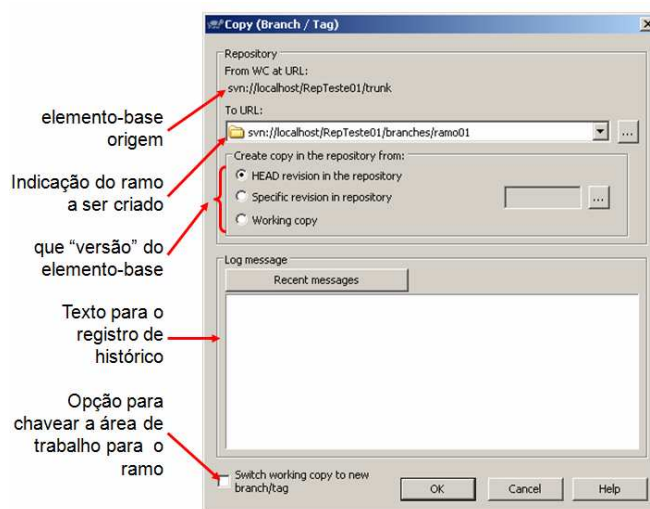 Copy (Branch / Tag)
Repository
From WC at URL:
svn://localhost/RepTeste01/trunk
To URL:
svn://localhost/RepTeste01/branches/ramo01
...
Create copy in the repository from:
HEAD revision in the repository
Specific revision in repository
...
Working copy
Log message
Recent messages
Switch working copy to new
branch/tag
OK
Cancel
Help
elemento-base
origem
Indicação do ramo
a ser criado
que “versão” do
elemento-base
Texto para o
registro de
histórico
Opção para
chavear a área de
trabalho para o
ramo